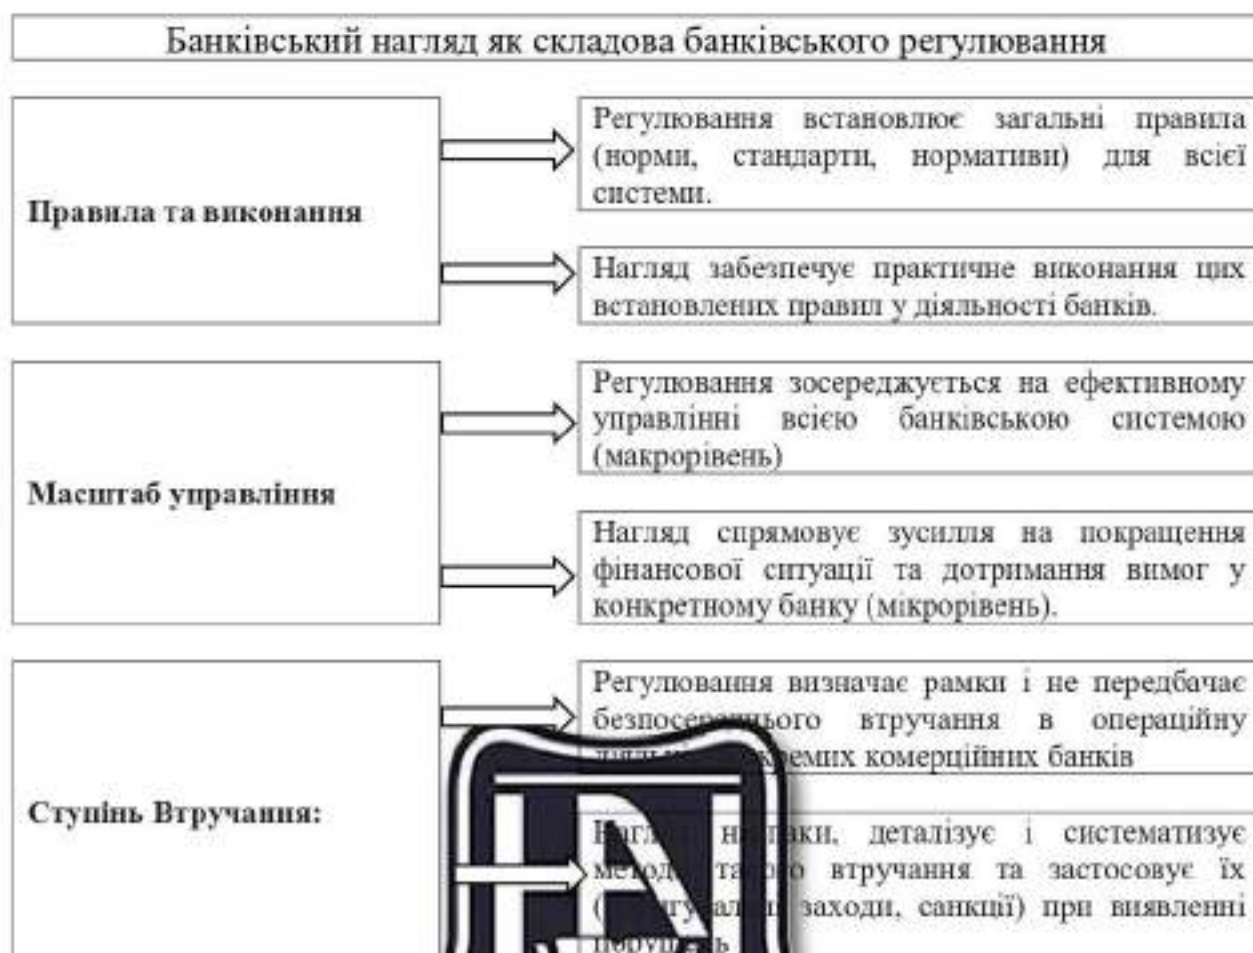 Банківський нагляд як складова банківського регулювання
Правила та виконання
Регулювання встановлює загальні правила
(норми, стандарти, нормативи) для всієї
системи.
Нагляд забезпечує практичне виконання цих
встановлених правил у діяльності банків.
Масштаб управління
Регулювання зосереджується на ефективному
управлінні всією банківською системою
(макрорівень)
Нагляд спрямовує зусилля на покращення
фінансової ситуації та дотримання вимог у
конкретному банку (мікрорівень).
Ступінь Втручання:
Регулювання визначає рамки і не передбачає
безпосереднього втручання в операційну
комерційних банків
деталізує і систематизує
втручання та застосовує їх
заходи, санкції) при виявленні